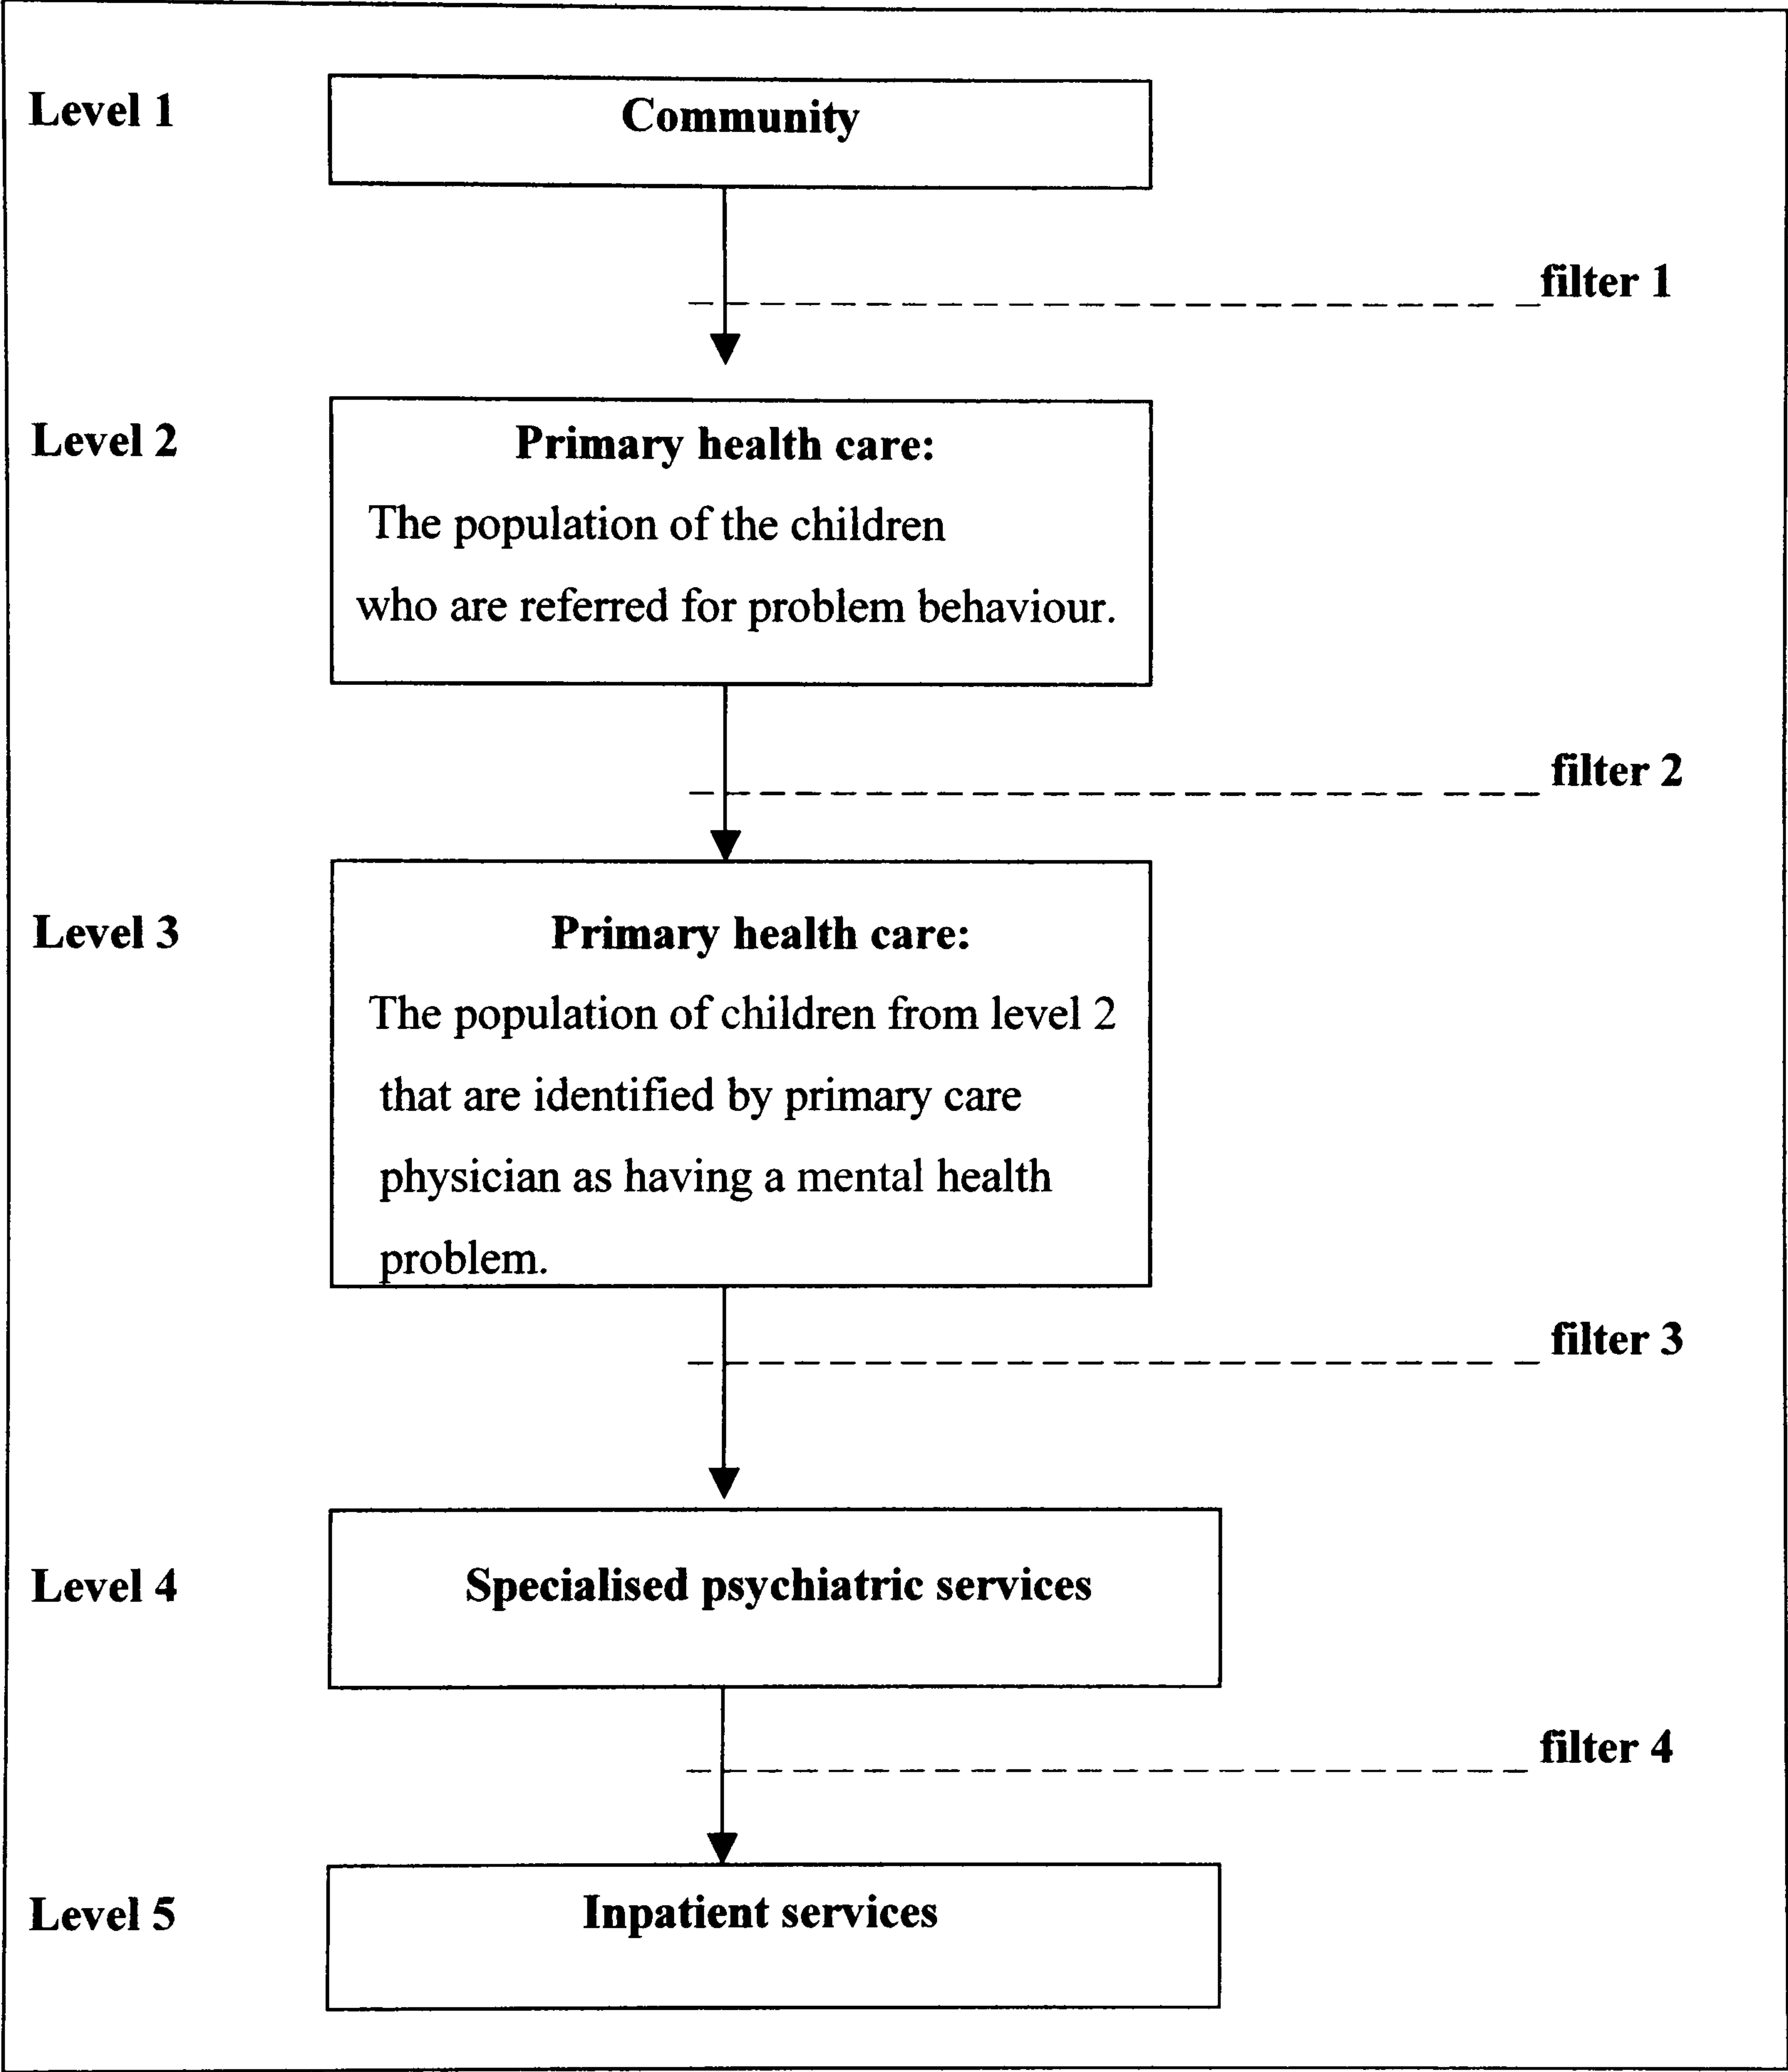 Level 1
Community
filter 1
Level 2
Primary health care:
The population of the children
who are referred for problem behaviour.
filter 2
Level 3
Primary health care:
The population of children from level 2
that are identified by primary care
physician as having a mental health
problem.
filter 3
Level 4
Specialised psychiatric services
filter 4
Level 5
Inpatient services